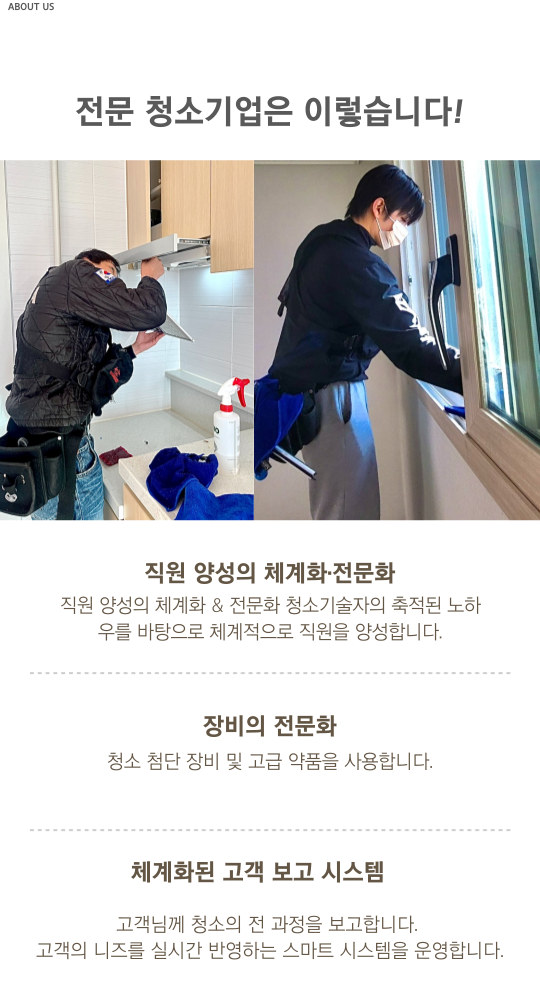 ABOUT US
전문 청소기업은 이렇습니다!
직원 양성의 체계화·전문화
직원 양성의 체계화 & 전문화 청소기술자의 축적된 노하
우를 바탕으로 체계적으로 직원을 양성합니다.
장비의 전문화
청소 첨단 장비 및 고급 약품을 사용합니다.
체계화된 고객 보고 시스템
고객님께 청소의 전 과정을 보고합니다.
고객의 니즈를 실시간 반영하는 스마트 시스템을 운영합니다.